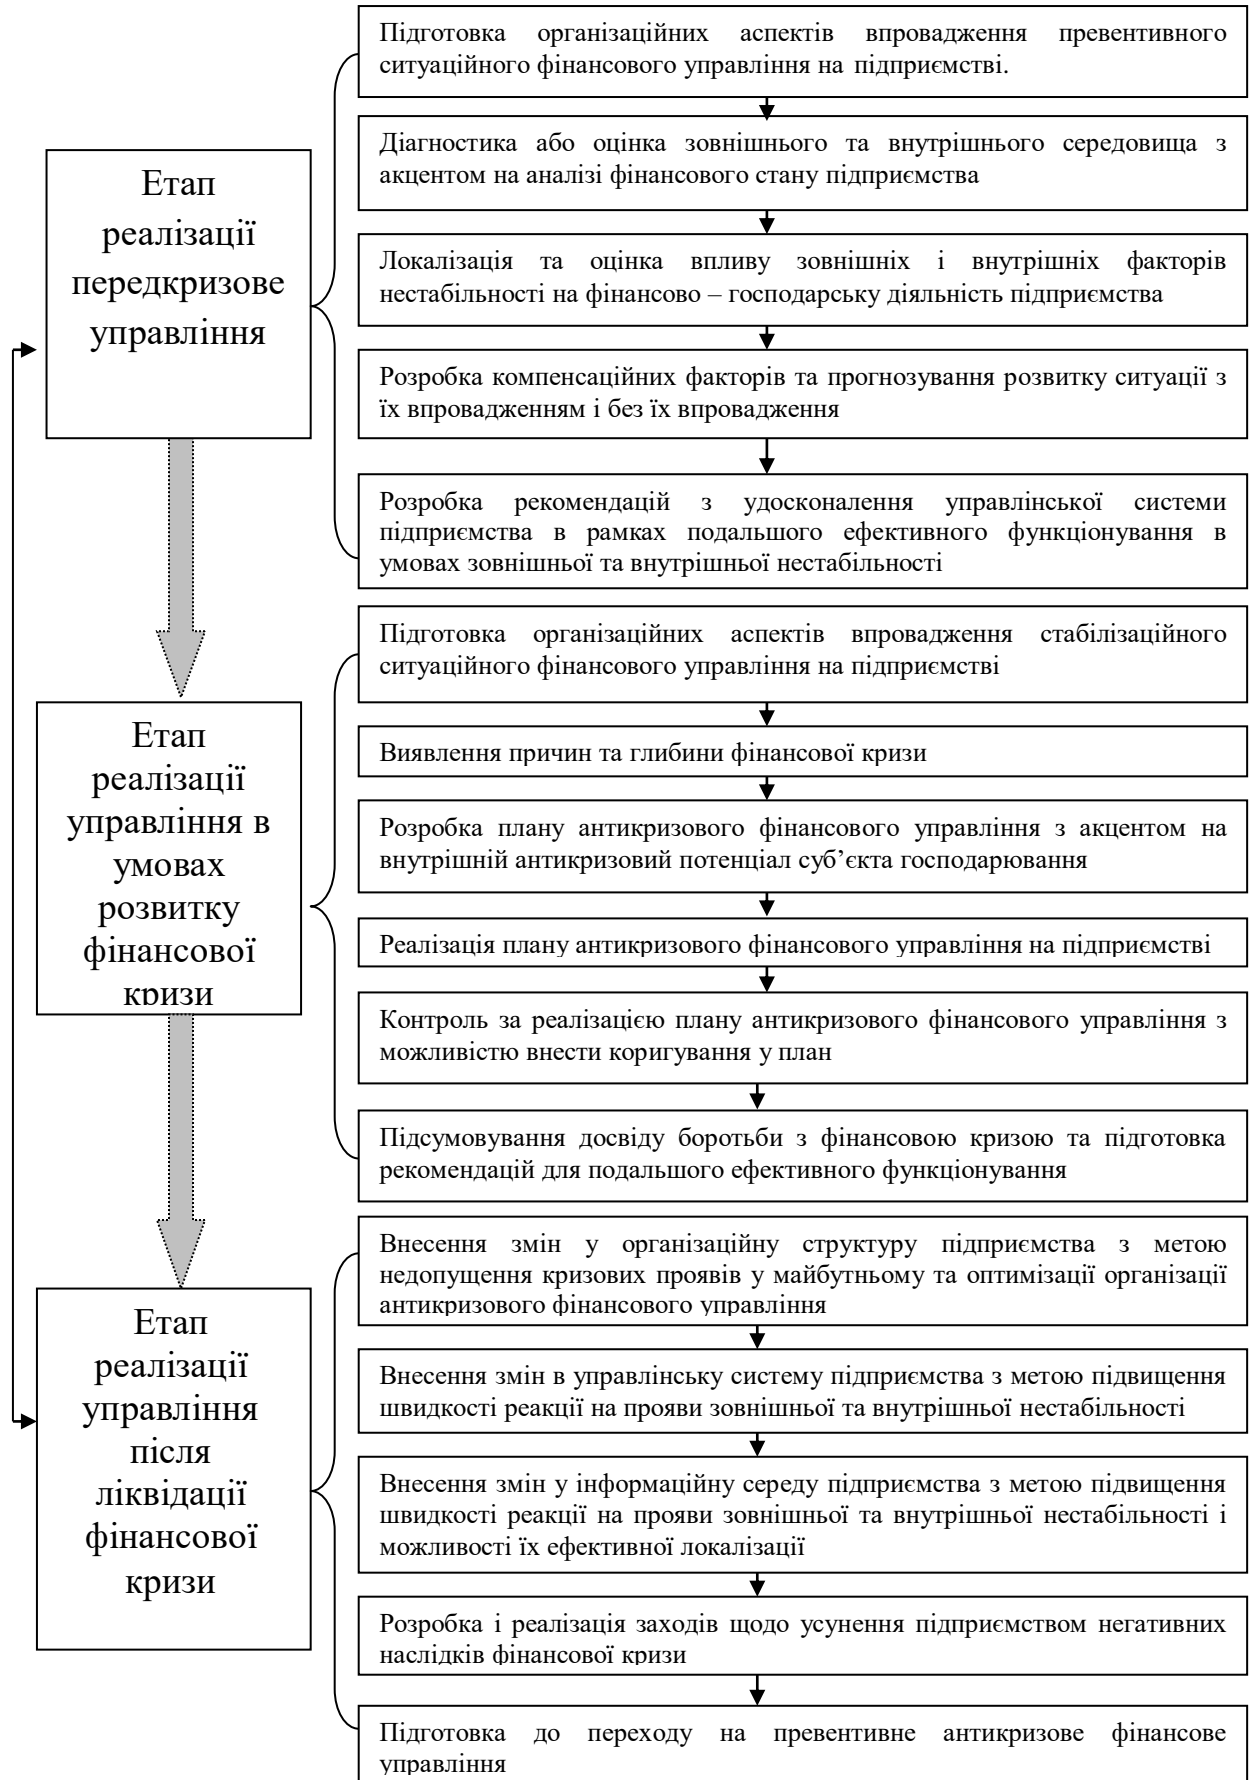 Підготовка організаційних аспектів впровадження превентивного
ситуаційного фінансового управління на підприємстві.
Діагностика або оцінка зовнішнього та внутрішнього середовища з
акцентом на аналізі фінансового стану підприємства
Етап
реалізації
передкризове
управління
Локалізація та оцінка впливу зовнішніх і внутрішніх факторів
нестабільності на фінансово – господарську діяльність підприємства
Розробка компенсаційних факторів та прогнозування розвитку ситуації з
їх впровадженням і без їх впровадження
Розробка рекомендацій з удосконалення управлінської системи
підприємства в рамках подальшого ефективного функціонування в
умовах зовнішньої та внутрішньої нестабільності
Підготовка організаційних аспектів впровадження стабілізаційного
ситуаційного фінансового управління на підприємстві
Етап
реалізації
управління в
умовах
розвитку
фінансової
кризи
Виявлення причин та глибини фінансової кризи
Розробка плану антикризового фінансового управління з акцентом на
внутрішній антикризовий потенціал суб’єкта господарювання
Реалізація плану антикризового фінансового управління на підприємстві
Контроль за реалізацією плану антикризового фінансового управління з
можливістю внести коригування у план
Підсумовування досвіду боротьби з фінансовою кризою та підготовка
рекомендацій для подальшого ефективного функціонування
Внесення змін у організаційну структуру підприємства з метою
недопущення кризових проявів у майбутньому та оптимізації організації
антикризового фінансового управління
Етап
реалізації
управління
після
ліквідації
фінансової
кризи
Внесення змін в управлінську систему підприємства з метою підвищення
швидкості реакції на прояви зовнішньої та внутрішньої нестабільності
Внесення змін у інформаційну середу підприємства з метою підвищення
швидкості реакції на прояви зовнішньої та внутрішньої нестабільності і
можливості їх ефективної локалізації
Розробка і реалізація заходів щодо усунення підприємством негативних
наслідків фінансової кризи
Підготовка до переходу на превентивне антикризове фінансове
управління